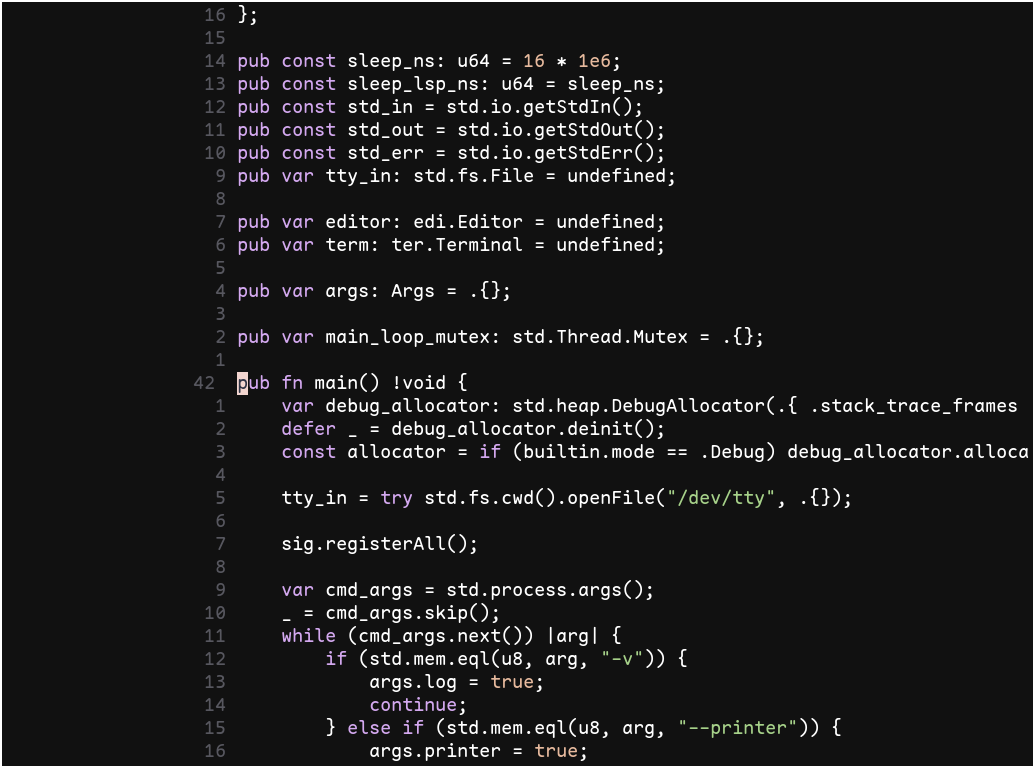 16 };
15
14 pub const sleep_ns: u64 = 16 * 1e6;
13 pub const sleep_lsp_ns: u64 = sleep_ns;
12 pub const std_in = std.io.getStdIn();
11 pub const std_out = std.io.getStdOut();
10 pub const std_err = std.io.getStdErr();
9 pub var tty_in: std.fs.File = undefined;
8
7 pub var editor: edi.Editor = undefined;
6 pub var term: ter.Terminal = undefined;
5
4 pub var args: Args = .{};
3
2 pub var main_loop_mutex: std.Thread.Mutex = .{};
1
42 pub fn main() !void {
1 var debug_allocator: std.heap.DebugAllocator(.{ .stack_trace_frames
2 defer _ = debug_allocator.deinit();
3 const allocator = if (builtin.mode == .Debug) debug_allocator.alloca
4
5 tty_in = try std.fs.cwd().openFile("/dev/tty", .{});
6
7 sig.registerAll();
8
9 var cmd_args = std.process.args();
10 _ = cmd_args.skip();
11 while (cmd_args.next()) |arg| {
12 if (std.mem.eql(u8, arg, "-v")) {
13 args.log = true;
14 continue;
15 } else if (std.mem.eql(u8, arg, "--printer")) {
16 args.printer = true;